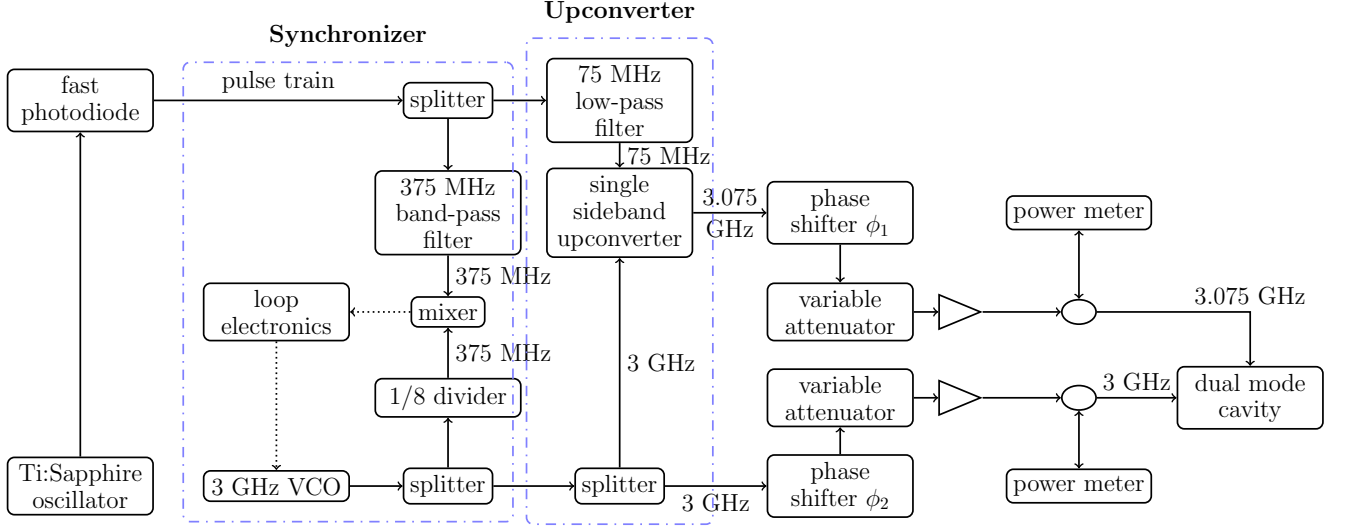 Upconverter
Synchronizer
fast
photodiode
pulse train
splitter
75 MHz
low-pass
filter
75 MHz
375 MHz
band-pass
filter
single
sideband
upconverter
3.075
GHz
phase
shifter ϕ₁
power meter
375 MHz
loop
electronics
mixer
variable
attenuator
3.075 GHz
375 MHz
3 GHz
1/8 divider
variable
attenuator
3 GHz
dual mode
cavity
Ti:Sapphire
oscillator
3 GHz VCO
splitter
splitter
3 GHz
phase
shifter ϕ₂
power meter